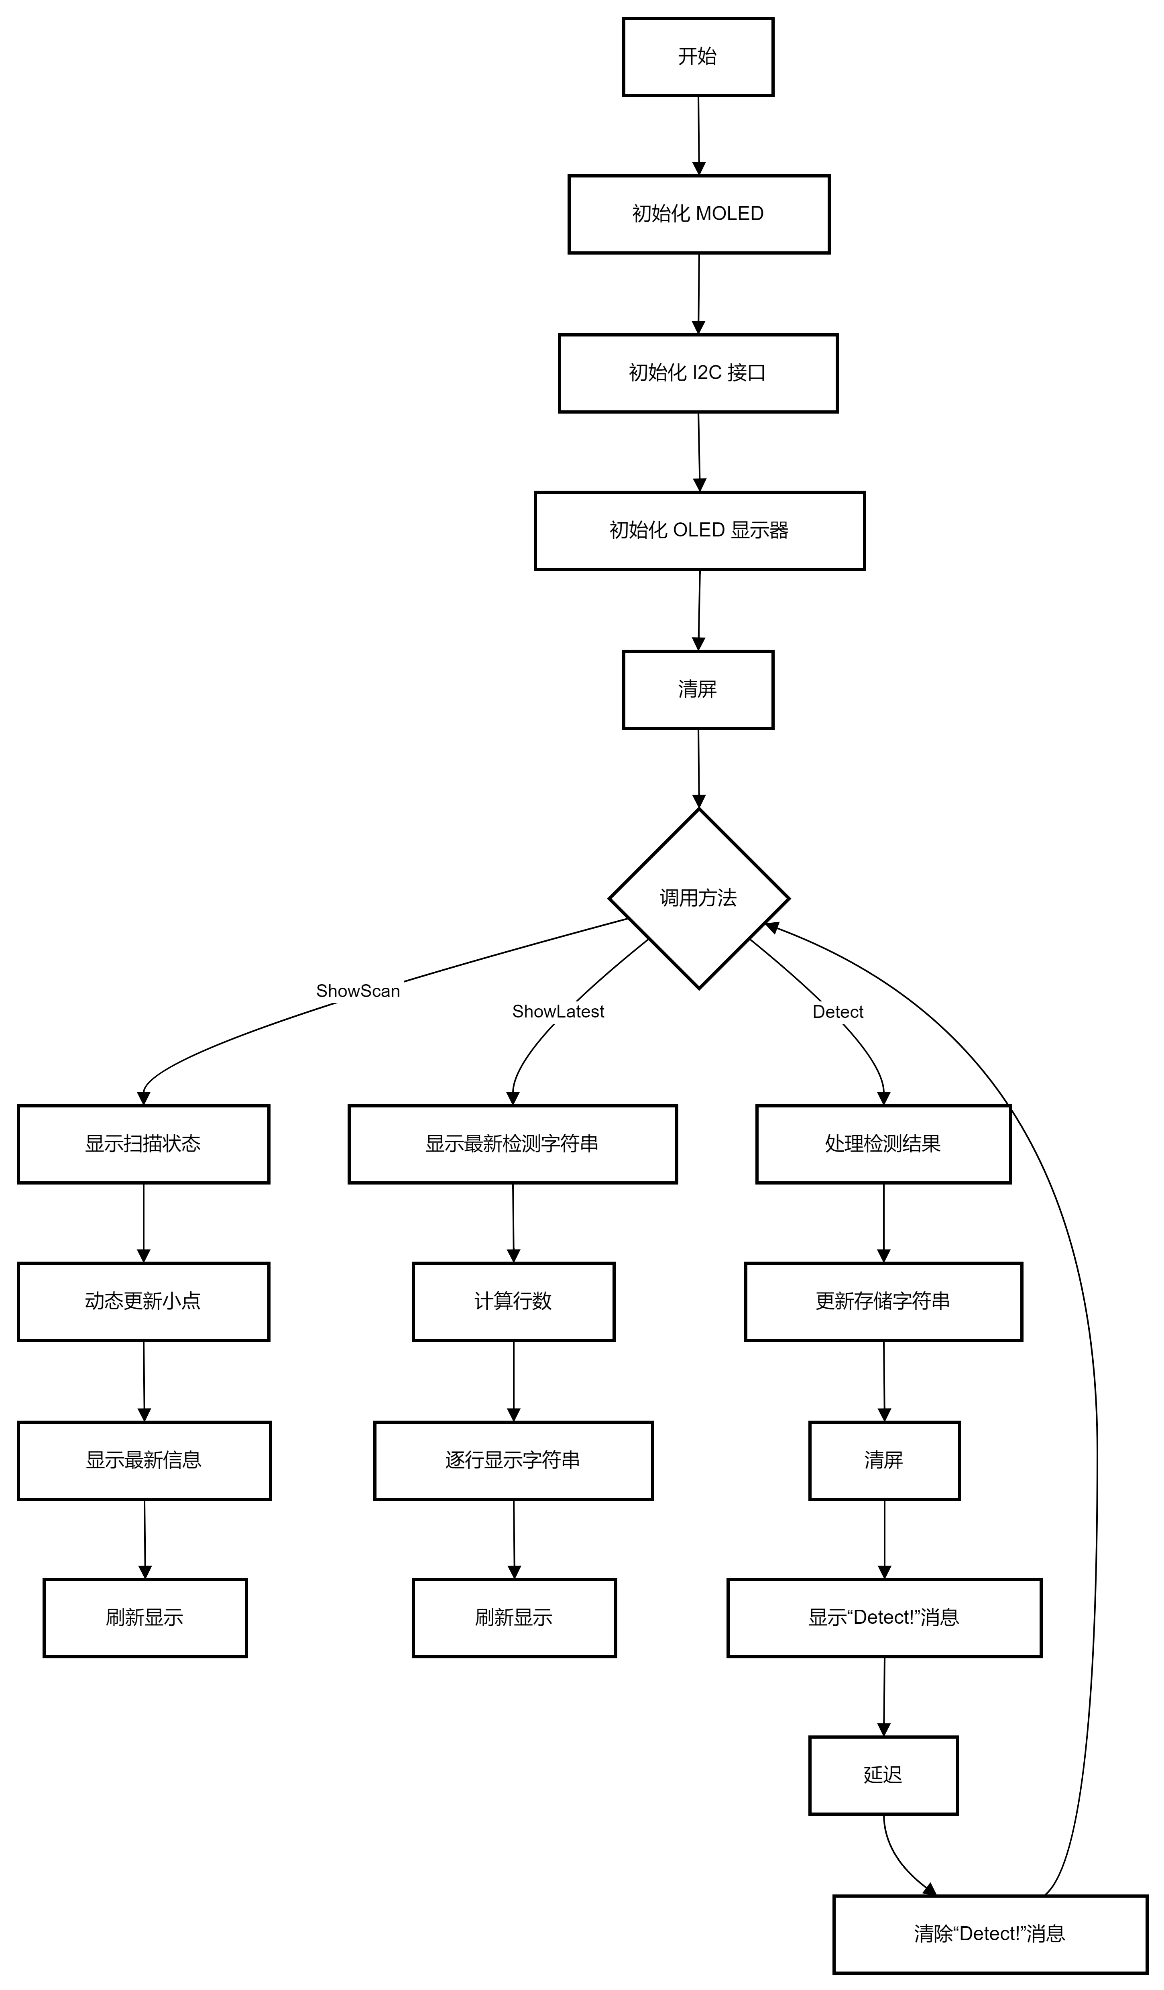 开始
初始化 MOLED
初始化 I2C 接口
初始化 OLED 显示器
清屏
调用方法
ShowScan
ShowLatest
Detect
显示扫描状态
显示最新检测字符串
处理检测结果
动态更新小点
计算行数
更新存储字符串
显示最新信息
逐行显示字符串
清屏
刷新显示
刷新显示
显示“Detect!”消息
延迟
清除“Detect!”消息